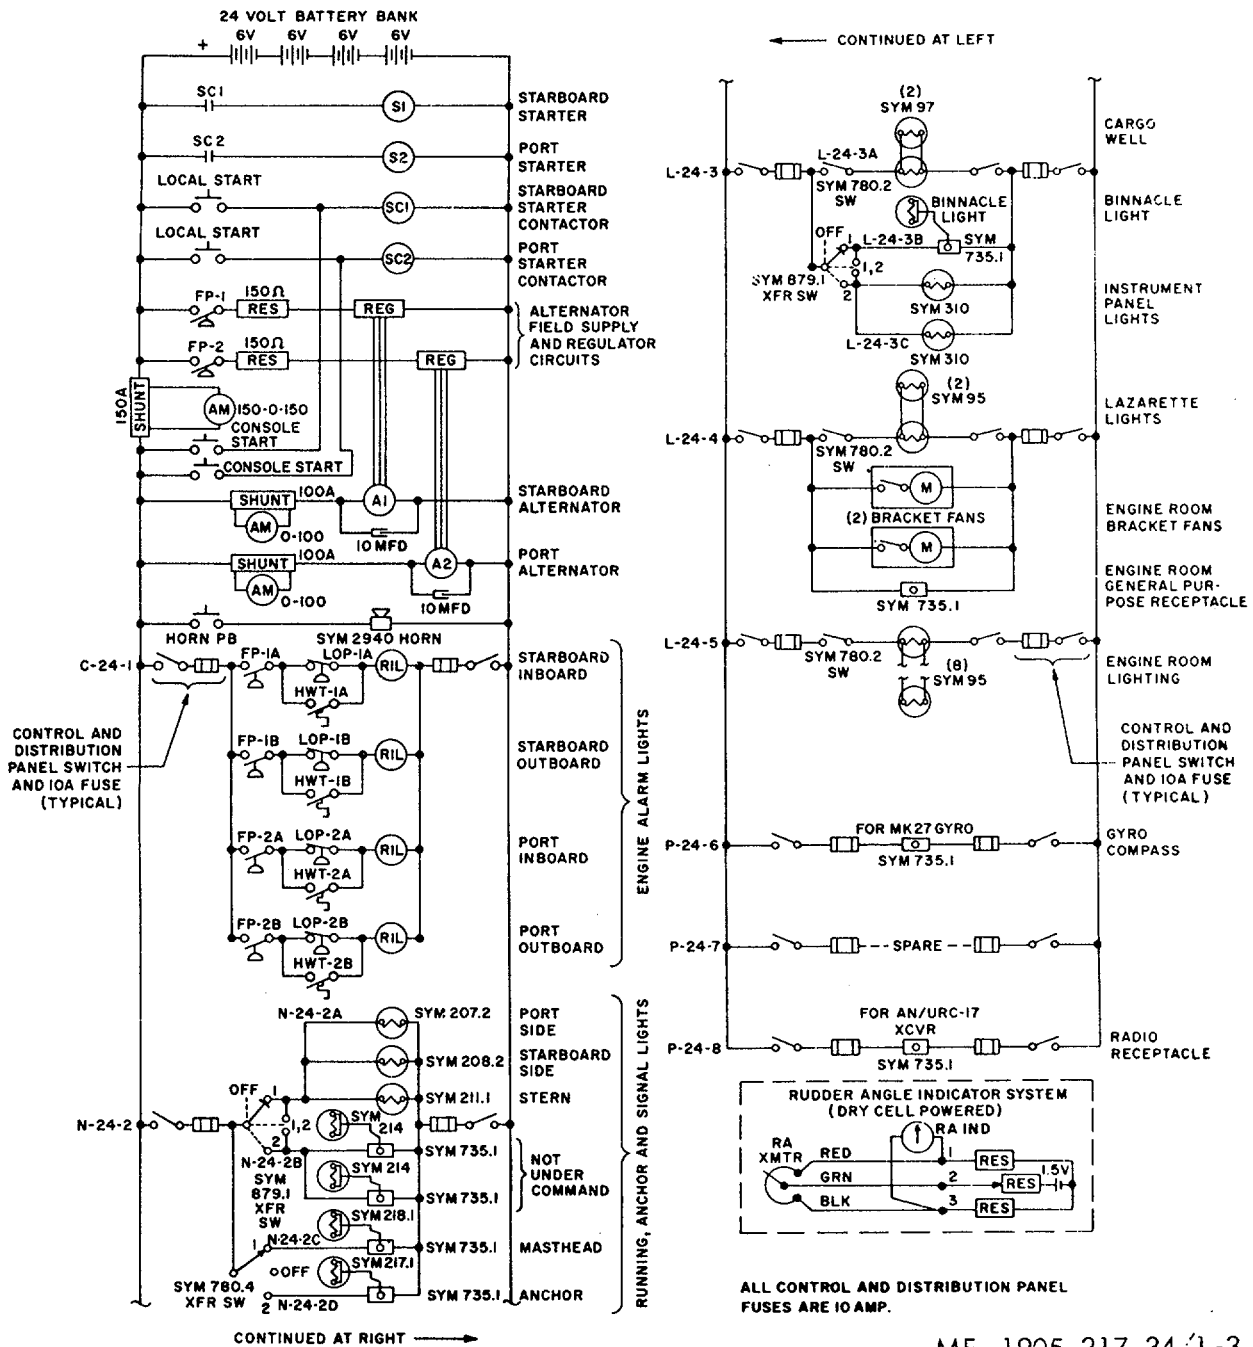 24 VOLT BATTERY BANK
+
6V 6V 6V 6V
SC1
S1
STARBOARD
STARTER
SC2
S2
PORT
STARTER
LOCAL START
SC1
STARBOARD
STARTER
CONTACTOR
LOCAL START
SC2
PORT
STARTER
CONTACTOR
FP-1
150Ω
RES
REG
FP-2
150Ω
RES
REG
ALTERNATOR
FIELD SUPPLY
AND REGULATOR
CIRCUITS
150A
SHUNT
AM
150-0-150
CONSOLE
START
CONSOLE START
SHUNT
100A
A1
AM
0-100
10 MFD
STARBOARD
ALTERNATOR
SHUNT
100A
A2
AM
0-100
10 MFD
PORT
ALTERNATOR
HORN PB
SYM 2940 HORN
C-24-1
FP-1A
LOP-1A
RIL
HWT-1A
STARBOARD
INBOARD
CONTROL AND
DISTRIBUTION
PANEL SWITCH
AND 10A FUSE
(TYPICAL)
FP-1B
LOP-1B
RIL
HWT-1B
STARBOARD
OUTBOARD
FP-2A
LOP-2A
RIL
HWT-2A
PORT
INBOARD
FP-2B
LOP-2B
RIL
HWT-2B
PORT
OUTBOARD
ENGINE ALARM LIGHTS
N-24-2A
SYM 207.2
PORT
SIDE
SYM 208.2
STARBOARD
SIDE
SYM 211.1
STERN
N-24-2
OFF
1
1,2
2
N-24-2B
SYM
879.1
XFR
SW
SYM
214
SYM 735.1
SYM 214
SYM 735.1
NOT
UNDER
COMMAND
SYM 218.1
1
N-24-2C
SYM 735.1
MASTHEAD
OFF
SYM 217.1
SYM 780.4
XFR SW
2
N-24-2D
SYM 735.1
ANCHOR
RUNNING, ANCHOR AND SIGNAL LIGHTS
CONTINUED AT RIGHT
CONTINUED AT LEFT
(2)
SYM 97
CARGO
WELL
L-24-3
L-24-3A
SYM 780.2
SW
BINNACLE
LIGHT
BINNACLE
LIGHT
OFF
1
L-24-3B
SYM
735.1
1,2
SYM 879.1
XFR SW
2
SYM 310
INSTRUMENT
PANEL
LIGHTS
L-24-3C
SYM 310
(2)
SYM 95
LAZARETTE
LIGHTS
L-24-4
SYM 780.2
SW
M
(2) BRACKET FANS
M
ENGINE ROOM
BRACKET FANS
SYM 735.1
ENGINE ROOM
GENERAL PUR-
POSE RECEPTACLE
L-24-5
SYM 780.2
SW
(8)
SYM 95
ENGINE ROOM
LIGHTING
CONTROL AND
DISTRIBUTION
PANEL SWITCH
AND 10A FUSE
(TYPICAL)
P-24-6
FOR MK27 GYRO
SYM 735.1
GYRO
COMPASS
P-24-7
SPARE
P-24-8
FOR AN/URC-17
XCVR
SYM 735.1
RADIO
RECEPTACLE
RUDDER ANGLE INDICATOR SYSTEM
(DRY CELL POWERED)
RA IND
RA
XMTR
RED
1
RES
GRN
2
RES
1.5V
BLK
3
RES
ALL CONTROL AND DISTRIBUTION PANEL
FUSES ARE 10 AMP.